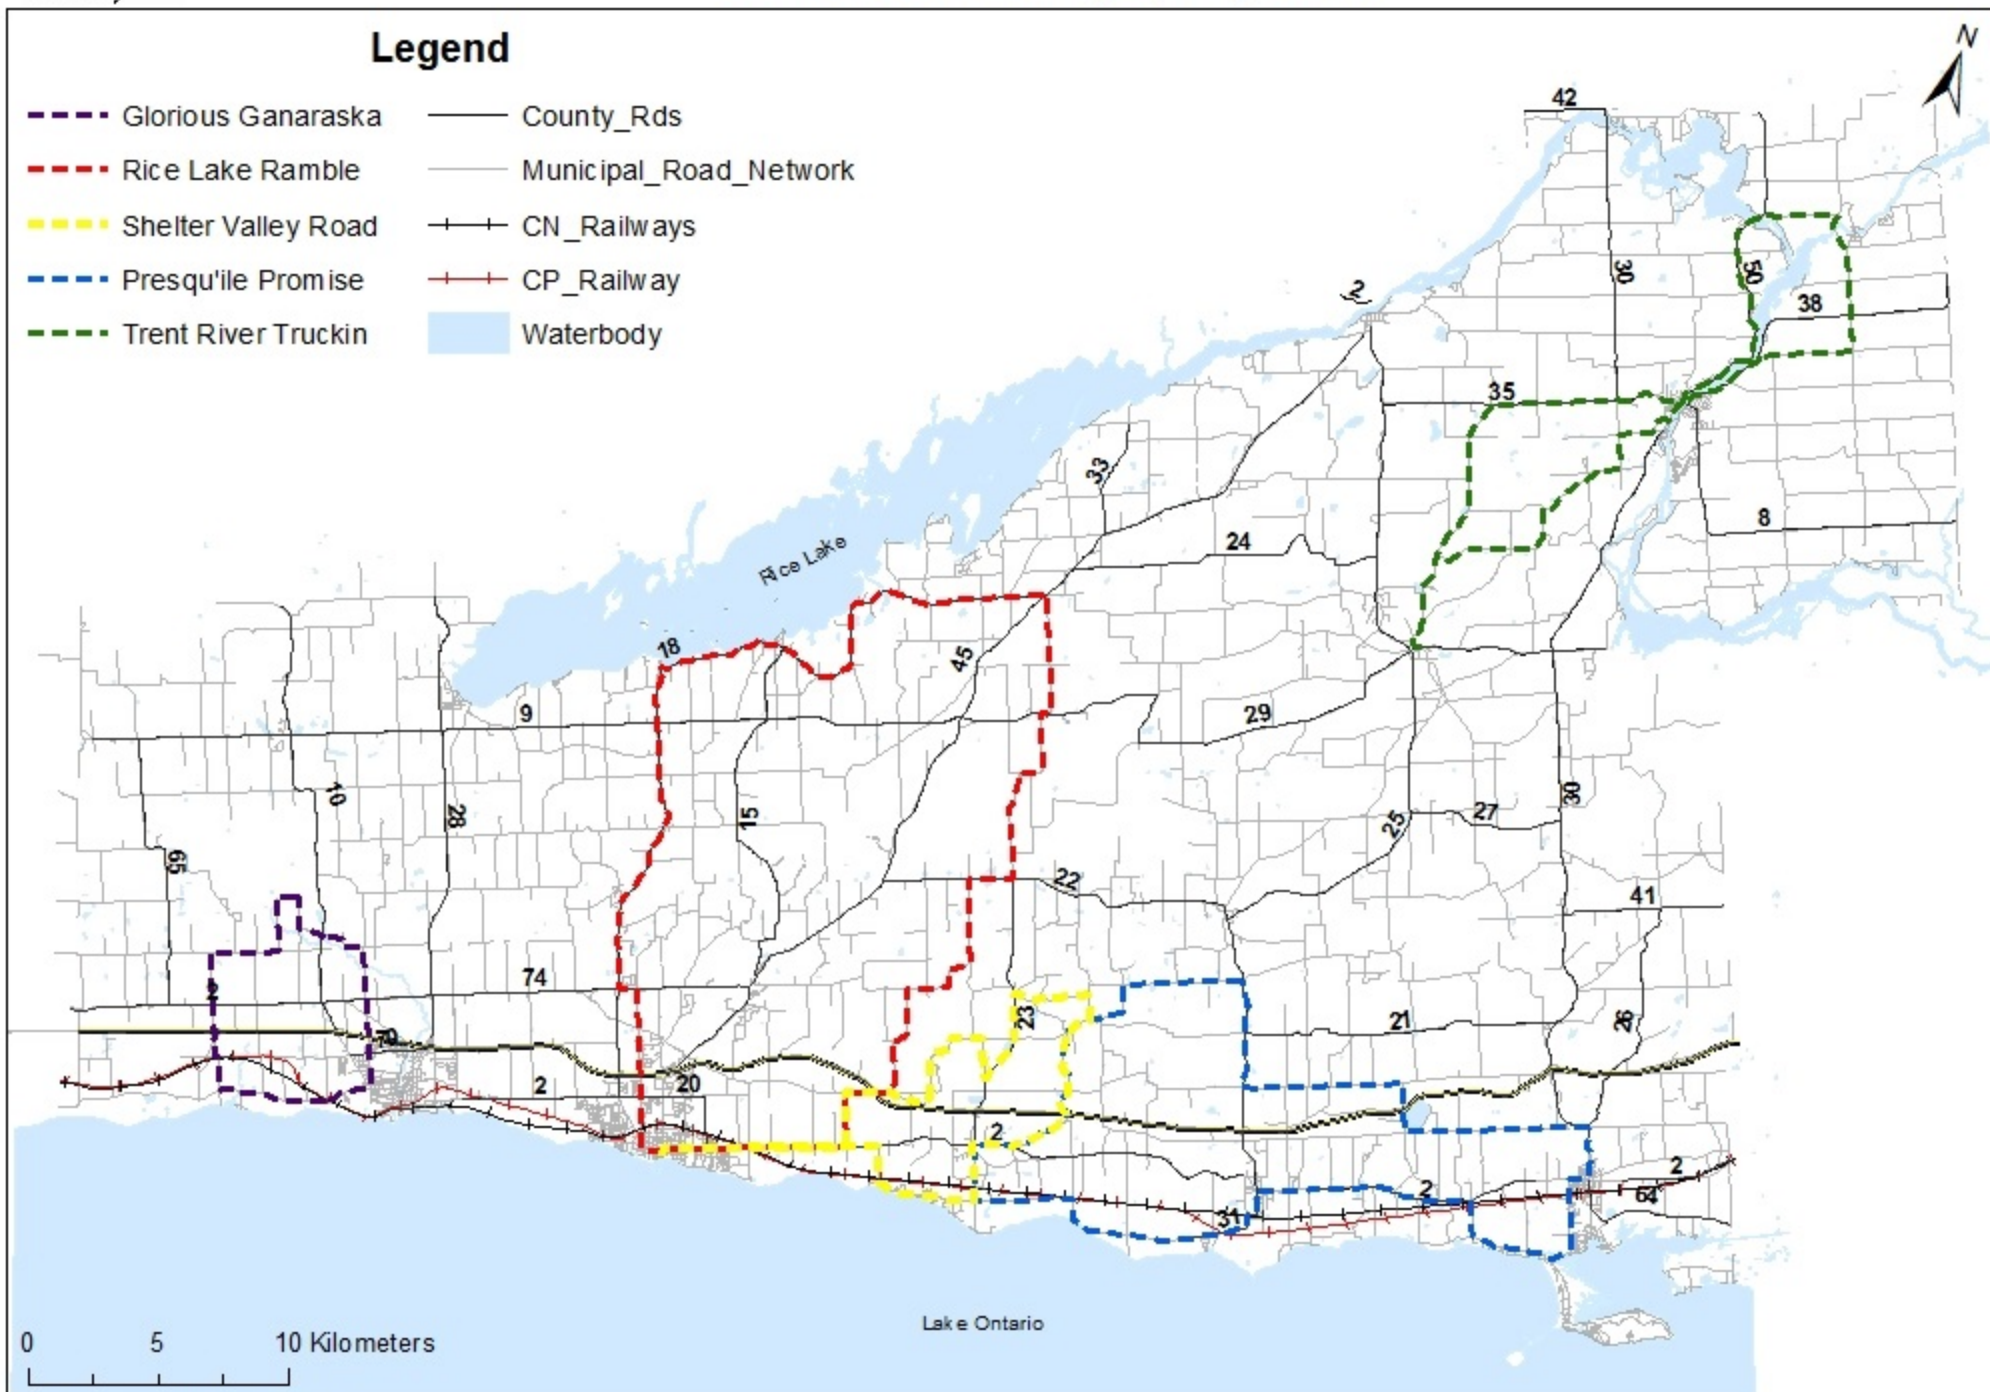 Legend
Glorious Ganaraska
Rice Lake Ramble
Shelter Valley Road
Presqu'ile Promise
Trent River Truckin
County_Rds
Municipal_Road_Network
CN_Railways
CP_Railway
Waterbody
N
42
30
50
38
2
35
33
8
24
Rice Lake
18
45
9
29
10
28
15
25
27
30
65
22
41
74
2
23
21
26
70
2
20
2
2
2
64
31
Lake Ontario
0 5 10 Kilometers